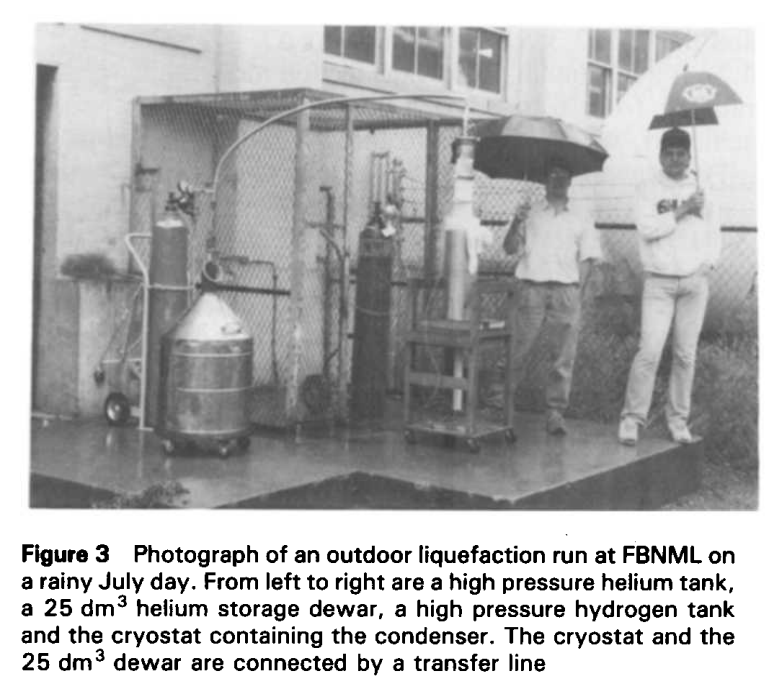 Figure 3 Photograph of an outdoor liquefaction run at FBNML on
a rainy July day. From left to right are a high pressure helium tank,
a 25 dm³ helium storage dewar, a high pressure hydrogen tank
and the cryostat containing the condenser. The cryostat and the
25 dm³ dewar are connected by a transfer line